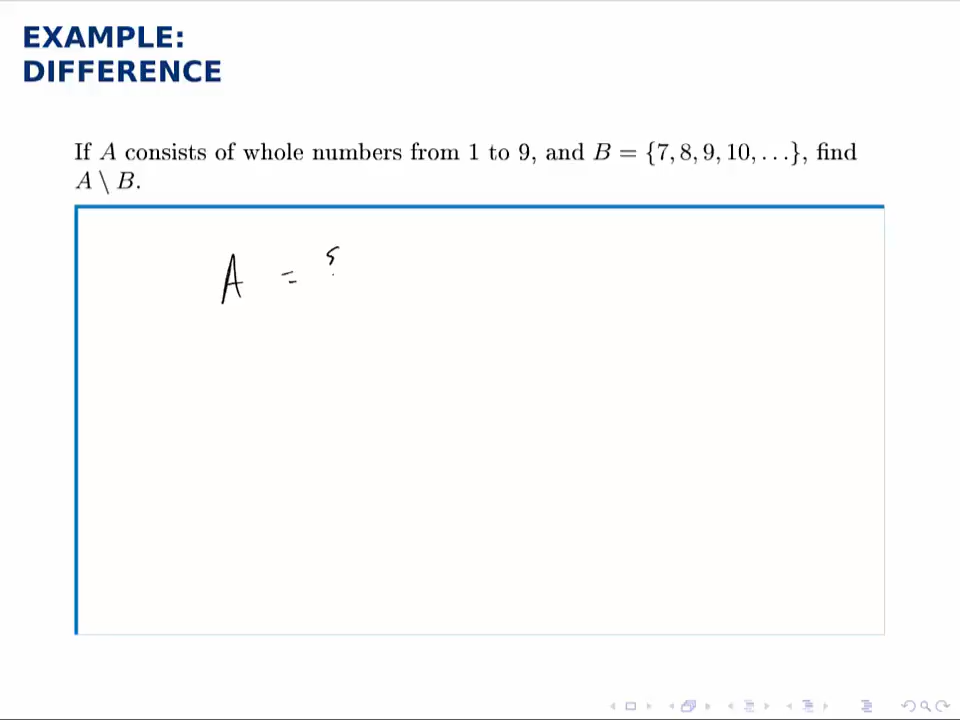 EXAMPLE:
DIFFERENCE
If A consists of whole numbers from 1 to 9, and B = {7, 8, 9, 10, . . .}, find
A \ B.
A =